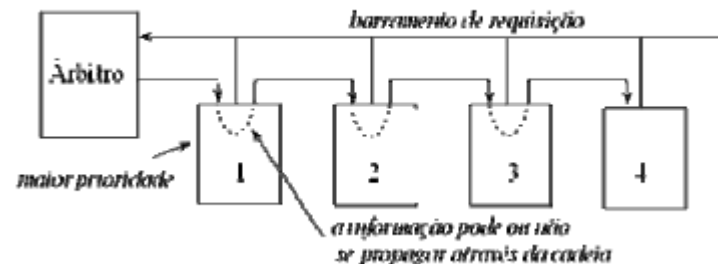 barramento de requisição
Árbitro
1
2
3
4
maior prioridade
a informação pode ou não
se propagar através da cadeia